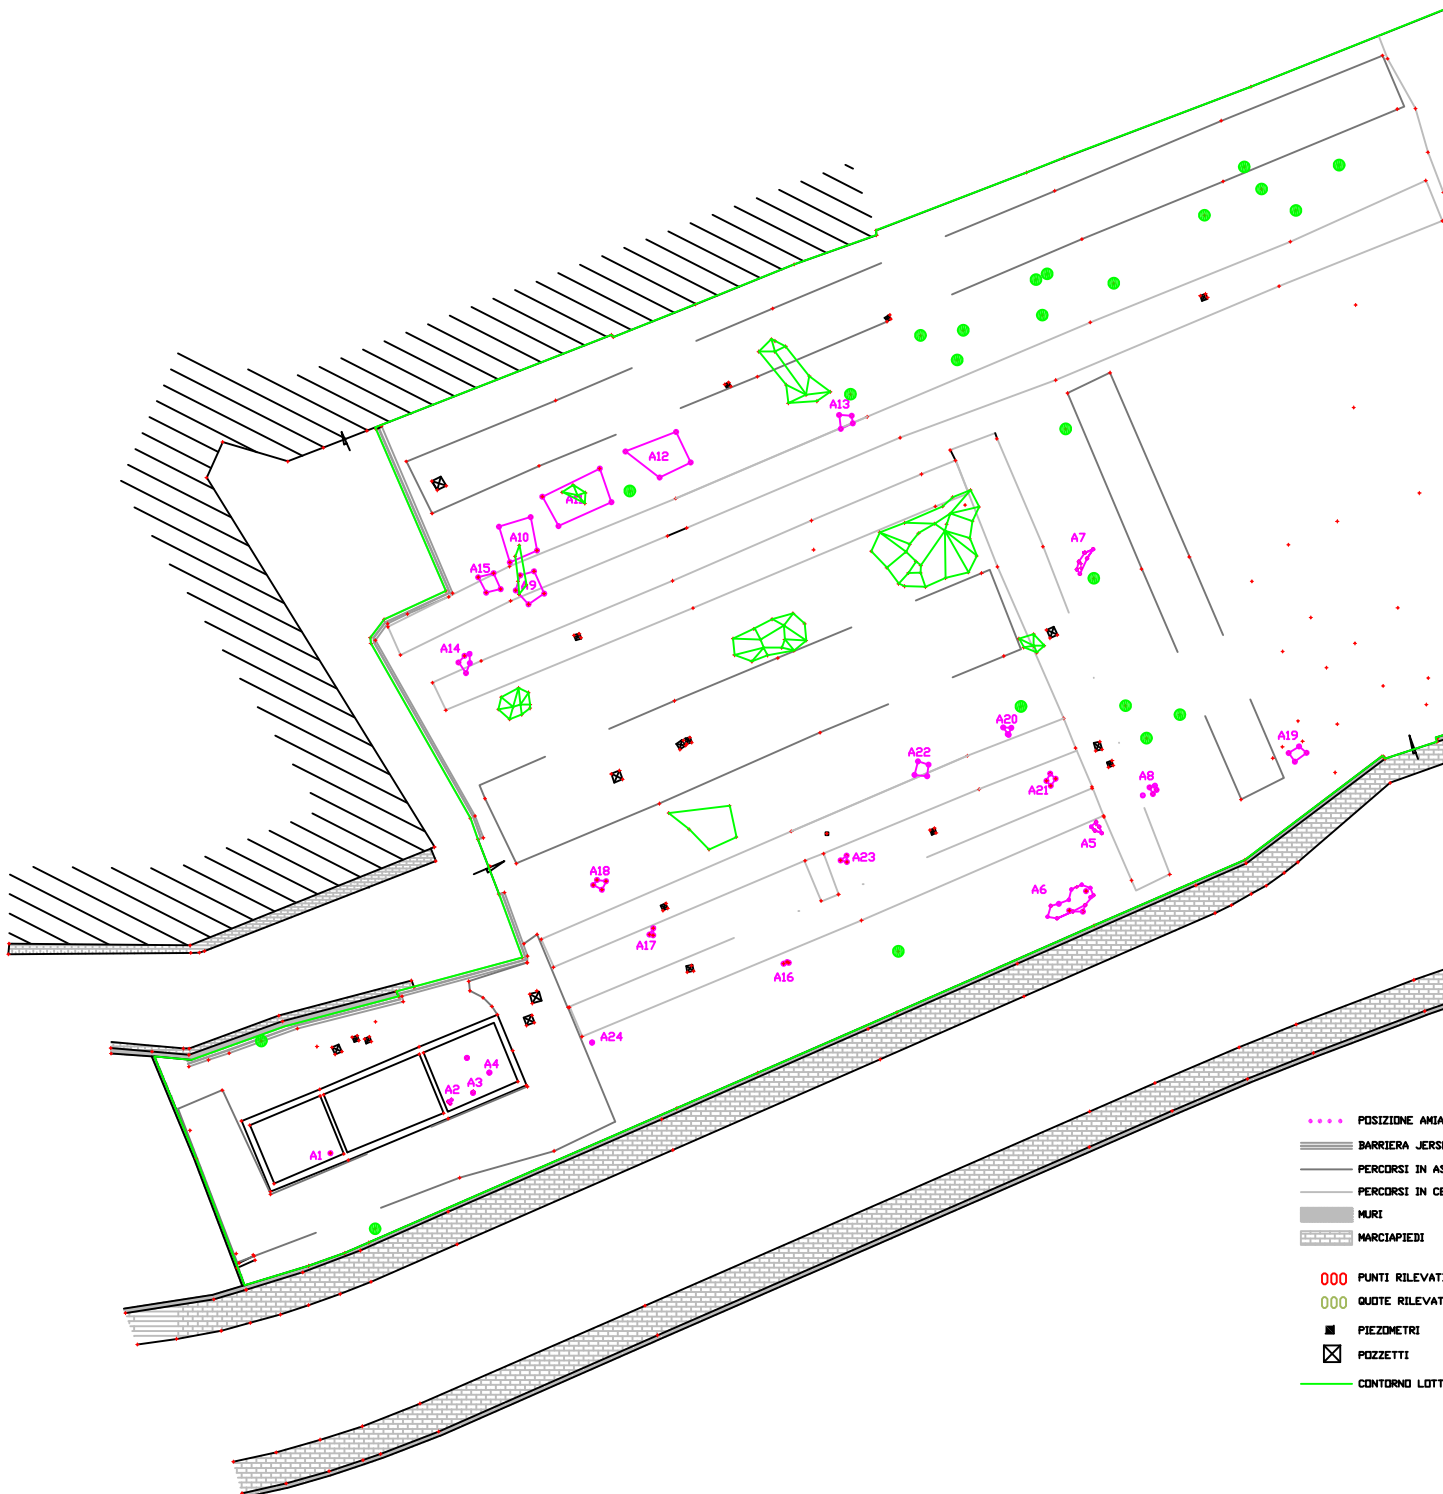 A13
A12
A11
A10
A15
A9
A7
A14
A20
A19
A22
A21
A8
A5
A23
A18
A6
A17
A16
A24
A4
A3
A2
A1
POSIZIONE AMIA
BARRIERA JERS
PERCORSI IN AS
PERCORSI IN CE
MURI
MARCIAPIEDI
000 PUNTI RILEVAT
000 QUOTE RILEVAT
PIEZOMETRI
POZZETTI
CONTORNO LOTT